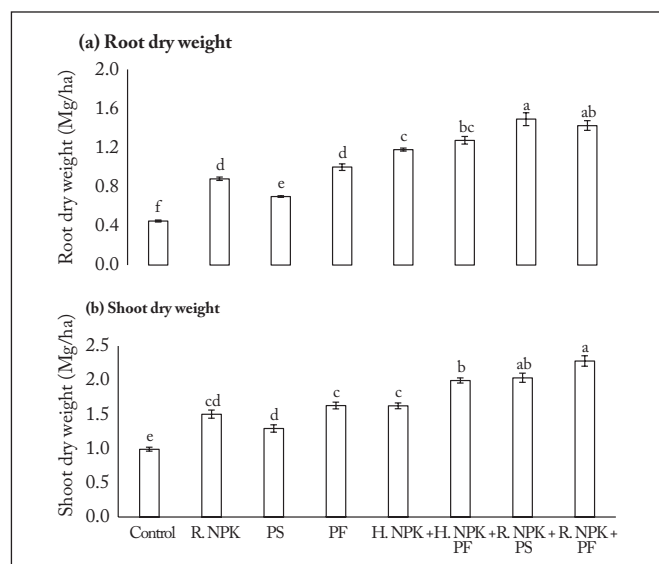 (a) Root dry weight
Root dry weight (Mg/ha)
2.0
1.6
1.2
0.8
0.4
0.0
f
d
e
d
c
bc
a
ab
(b) Shoot dry weight
Shoot dry weight (Mg/ha)
2.5
2.0
1.5
1.0
0.5
0.0
e
cd
d
c
c
b
ab
a
Control R. NPK PS PF H. NPK +H. NPK +R. NPK + R. NPK +
PF PS PF